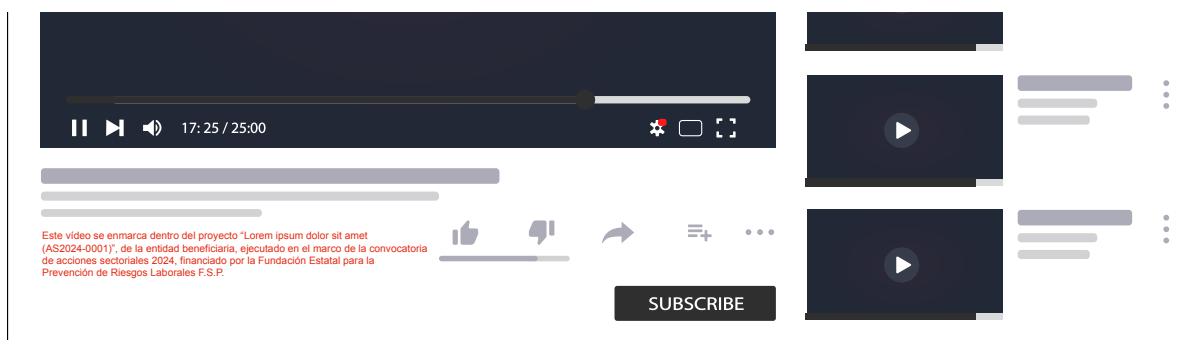 17: 25 / 25:00
Este vídeo se enmarca dentro del proyecto “Lorem ipsum dolor sit amet
(AS2024-0001)”, de la entidad beneficiaria, ejecutado en el marco de la convocatoria
de acciones sectoriales 2024, financiado por la Fundación Estatal para la
Prevención de Riesgos Laborales F.S.P.
SUBSCRIBE